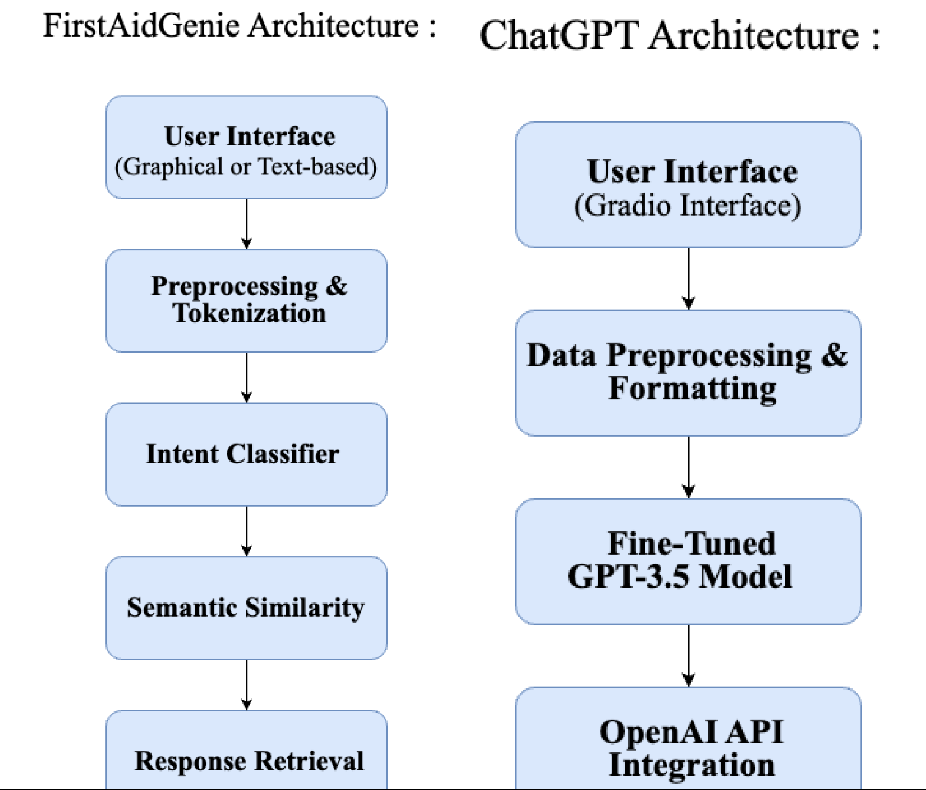 FirstAidGenie Architecture :
User Interface
(Graphical or Text-based)
Preprocessing &
Tokenization
Intent Classifier
Semantic Similarity
Response Retrieval
ChatGPT Architecture :
User Interface
(Gradio Interface)
Data Preprocessing &
Formatting
Fine-Tuned
GPT-3.5 Model
OpenAI API
Integration